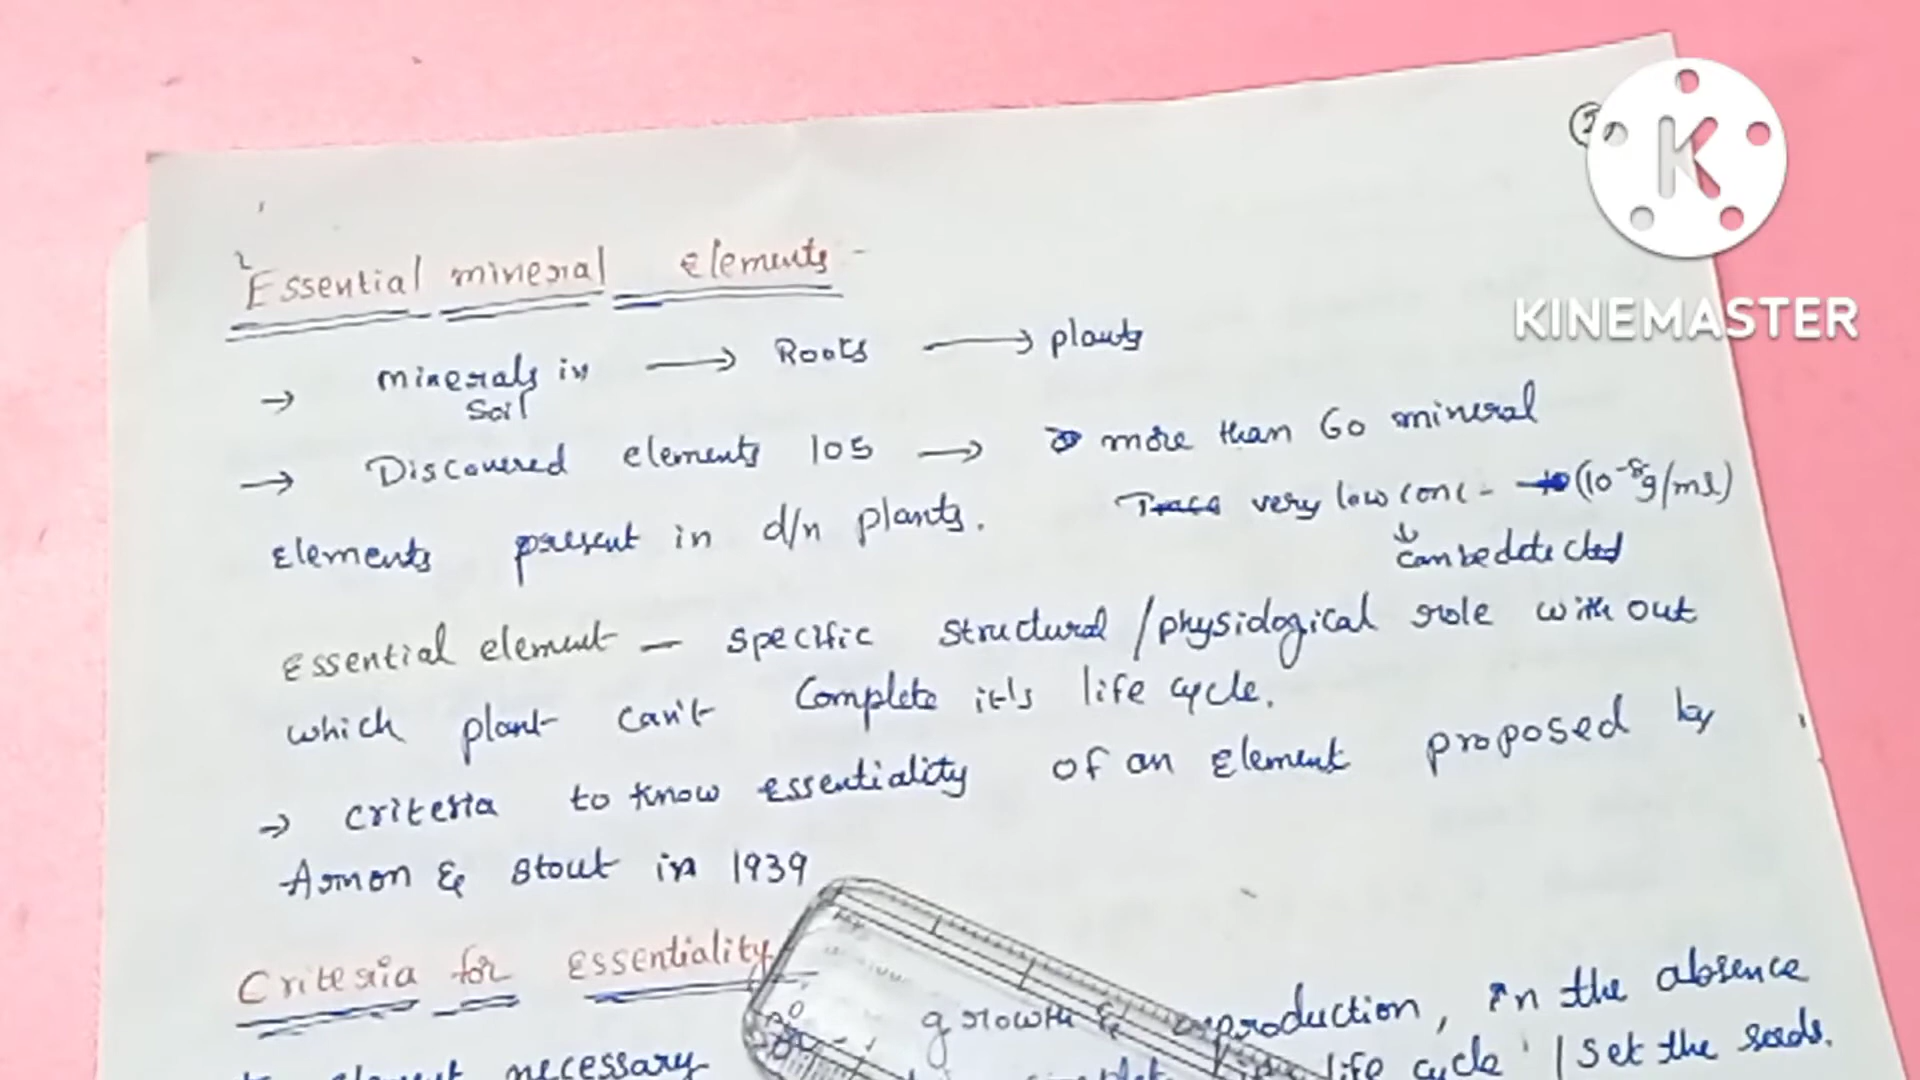 Essential mineral elements -
→ minerals in soil → Roots → plants
→ Discovered elements 105 → more than 60 mineral
elements present in d/n plants. Trace very low conc - (10⁻⁸g/ml)
↓ can be detected
Essential element — specific structural / physiological role with out
which plant can't complete it's life cycle.
→ criteria to know essentiality of an element proposed by
Arnon & stout in 1939
Criteria for essentiality
element necessary growth & reproduction, in the absence
life cycle / set the seeds.
K
KINEMASTER